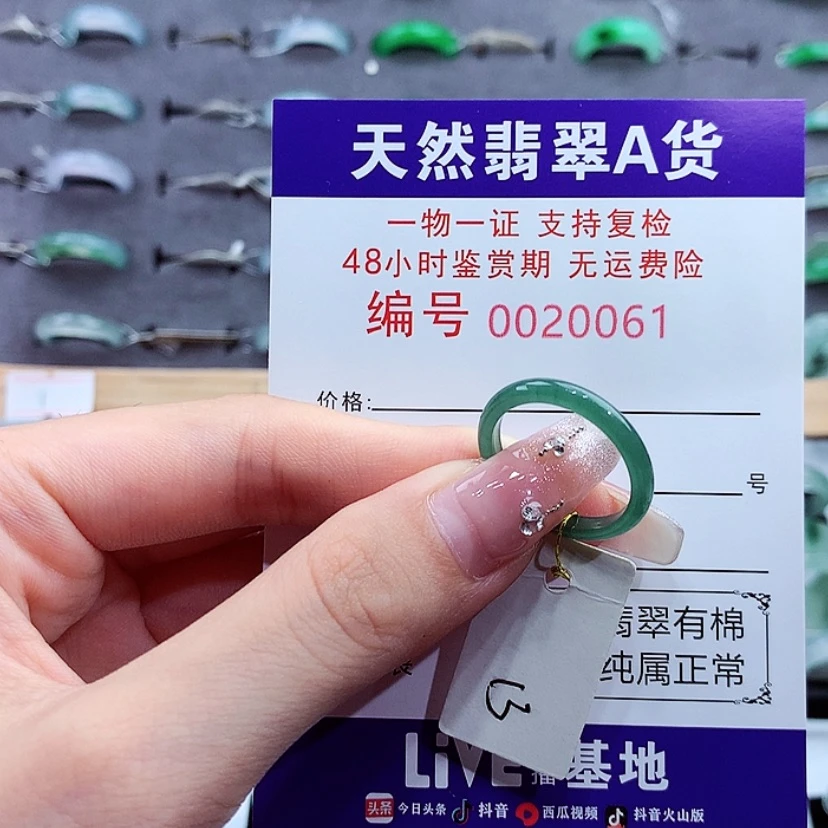 天然翡翠A货
一物一证 支持复检
48小时鉴赏期 无运费险
编号 0020061
价格:
号
翡翠有棉
纯属正常
13
LiVE 播基地
头条 今日头条 抖音 西瓜视频 抖音火山版